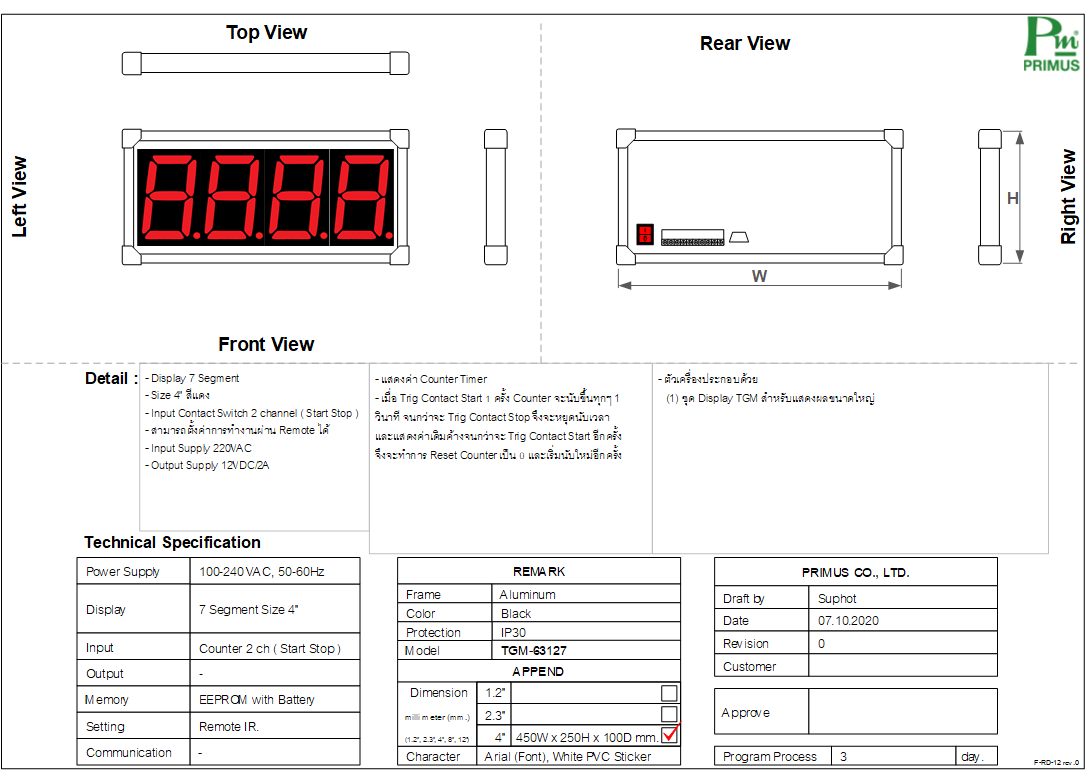 Top View
Rear View
Pm
PRIMUS
Left View
Right View
H
W
Front View
Detail :
- Display 7 Segment
- Size 4" สีแดง
- Input Contact Switch 2 channel ( Start Stop )
- สามารถตั้งค่าการทำงานผ่าน Remote ได้
- Input Supply 220VAC
- Output Supply 12VDC/2A
- แสดงค่า Counter Timer
- เมื่อ Trig Contact Start 1 ครั้ง Counter จะนับขึ้นทุกๆ 1
วินาที จนกว่าจะ Trig Contact Stop จึงจะหยุดนับเวลา
และแสดงค่าเดิมค้างจนกว่าจะ Trig Contact Start อีกครั้ง
จึงจะทำการ Reset Counter เป็น 0 และเริ่มนับใหม่อีกครั้ง
- ตัวเครื่องประกอบด้วย
(1) ชุด Display TGM สำหรับแสดงผลขนาดใหญ่
Technical Specification
Power Supply 100-240VAC, 50-60Hz
Display 7 Segment Size 4"
Input Counter 2 ch ( Start Stop )
Output -
Memory EEPROM with Battery
Setting Remote IR.
Communication -
REMARK
Frame Aluminum
Color Black
Protection IP30
Model TGM-63127
APPEND
Dimension 1.2"
millimeter (mm.) 2.3"
(1.2", 2.3", 4", 8", 12") 4" 450W x 250H x 100D mm.
Character Arial (Font), White PVC Sticker
PRIMUS CO., LTD.
Draft by Suphot
Date 07.10.2020
Revision 0
Customer
Approve
Program Process 3 day.
F-RD-12 rev.0